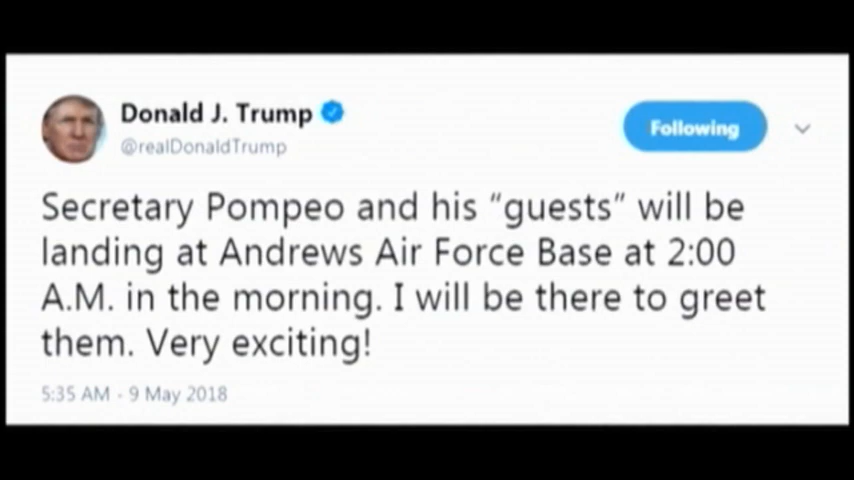 Donald J. Trump
@realDonaldTrump
Following
Secretary Pompeo and his “guests” will be
landing at Andrews Air Force Base at 2:00
A.M. in the morning. I will be there to greet
them. Very exciting!
5:35 AM - 9 May 2018